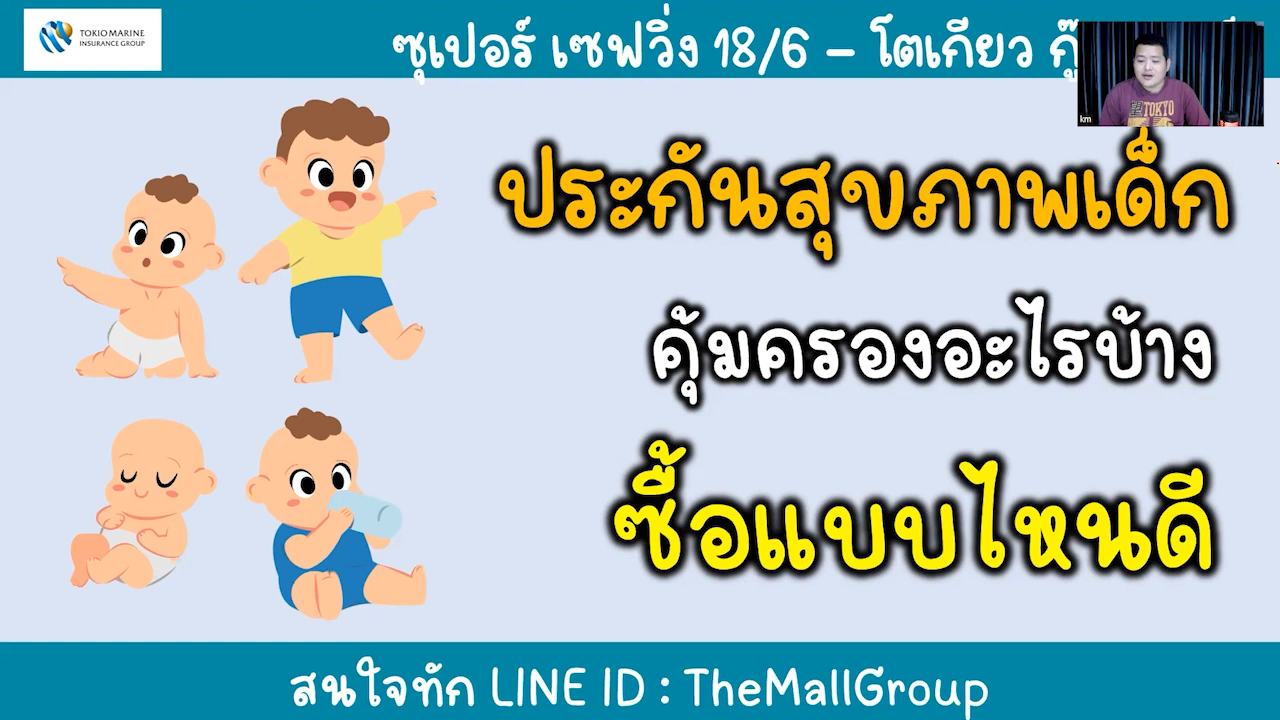 TOKIO MARINE
INSURANCE GROUP
ซุเปอร์ เซฟวิ่ง 18/6 – โตเกียว
km
TOKYO
ประกันสุขภาพเด็ก
คุ้มครองอะไรบ้าง
ซื้อแบบไหนดี
สนใจทัก LINE ID : TheMallGroup